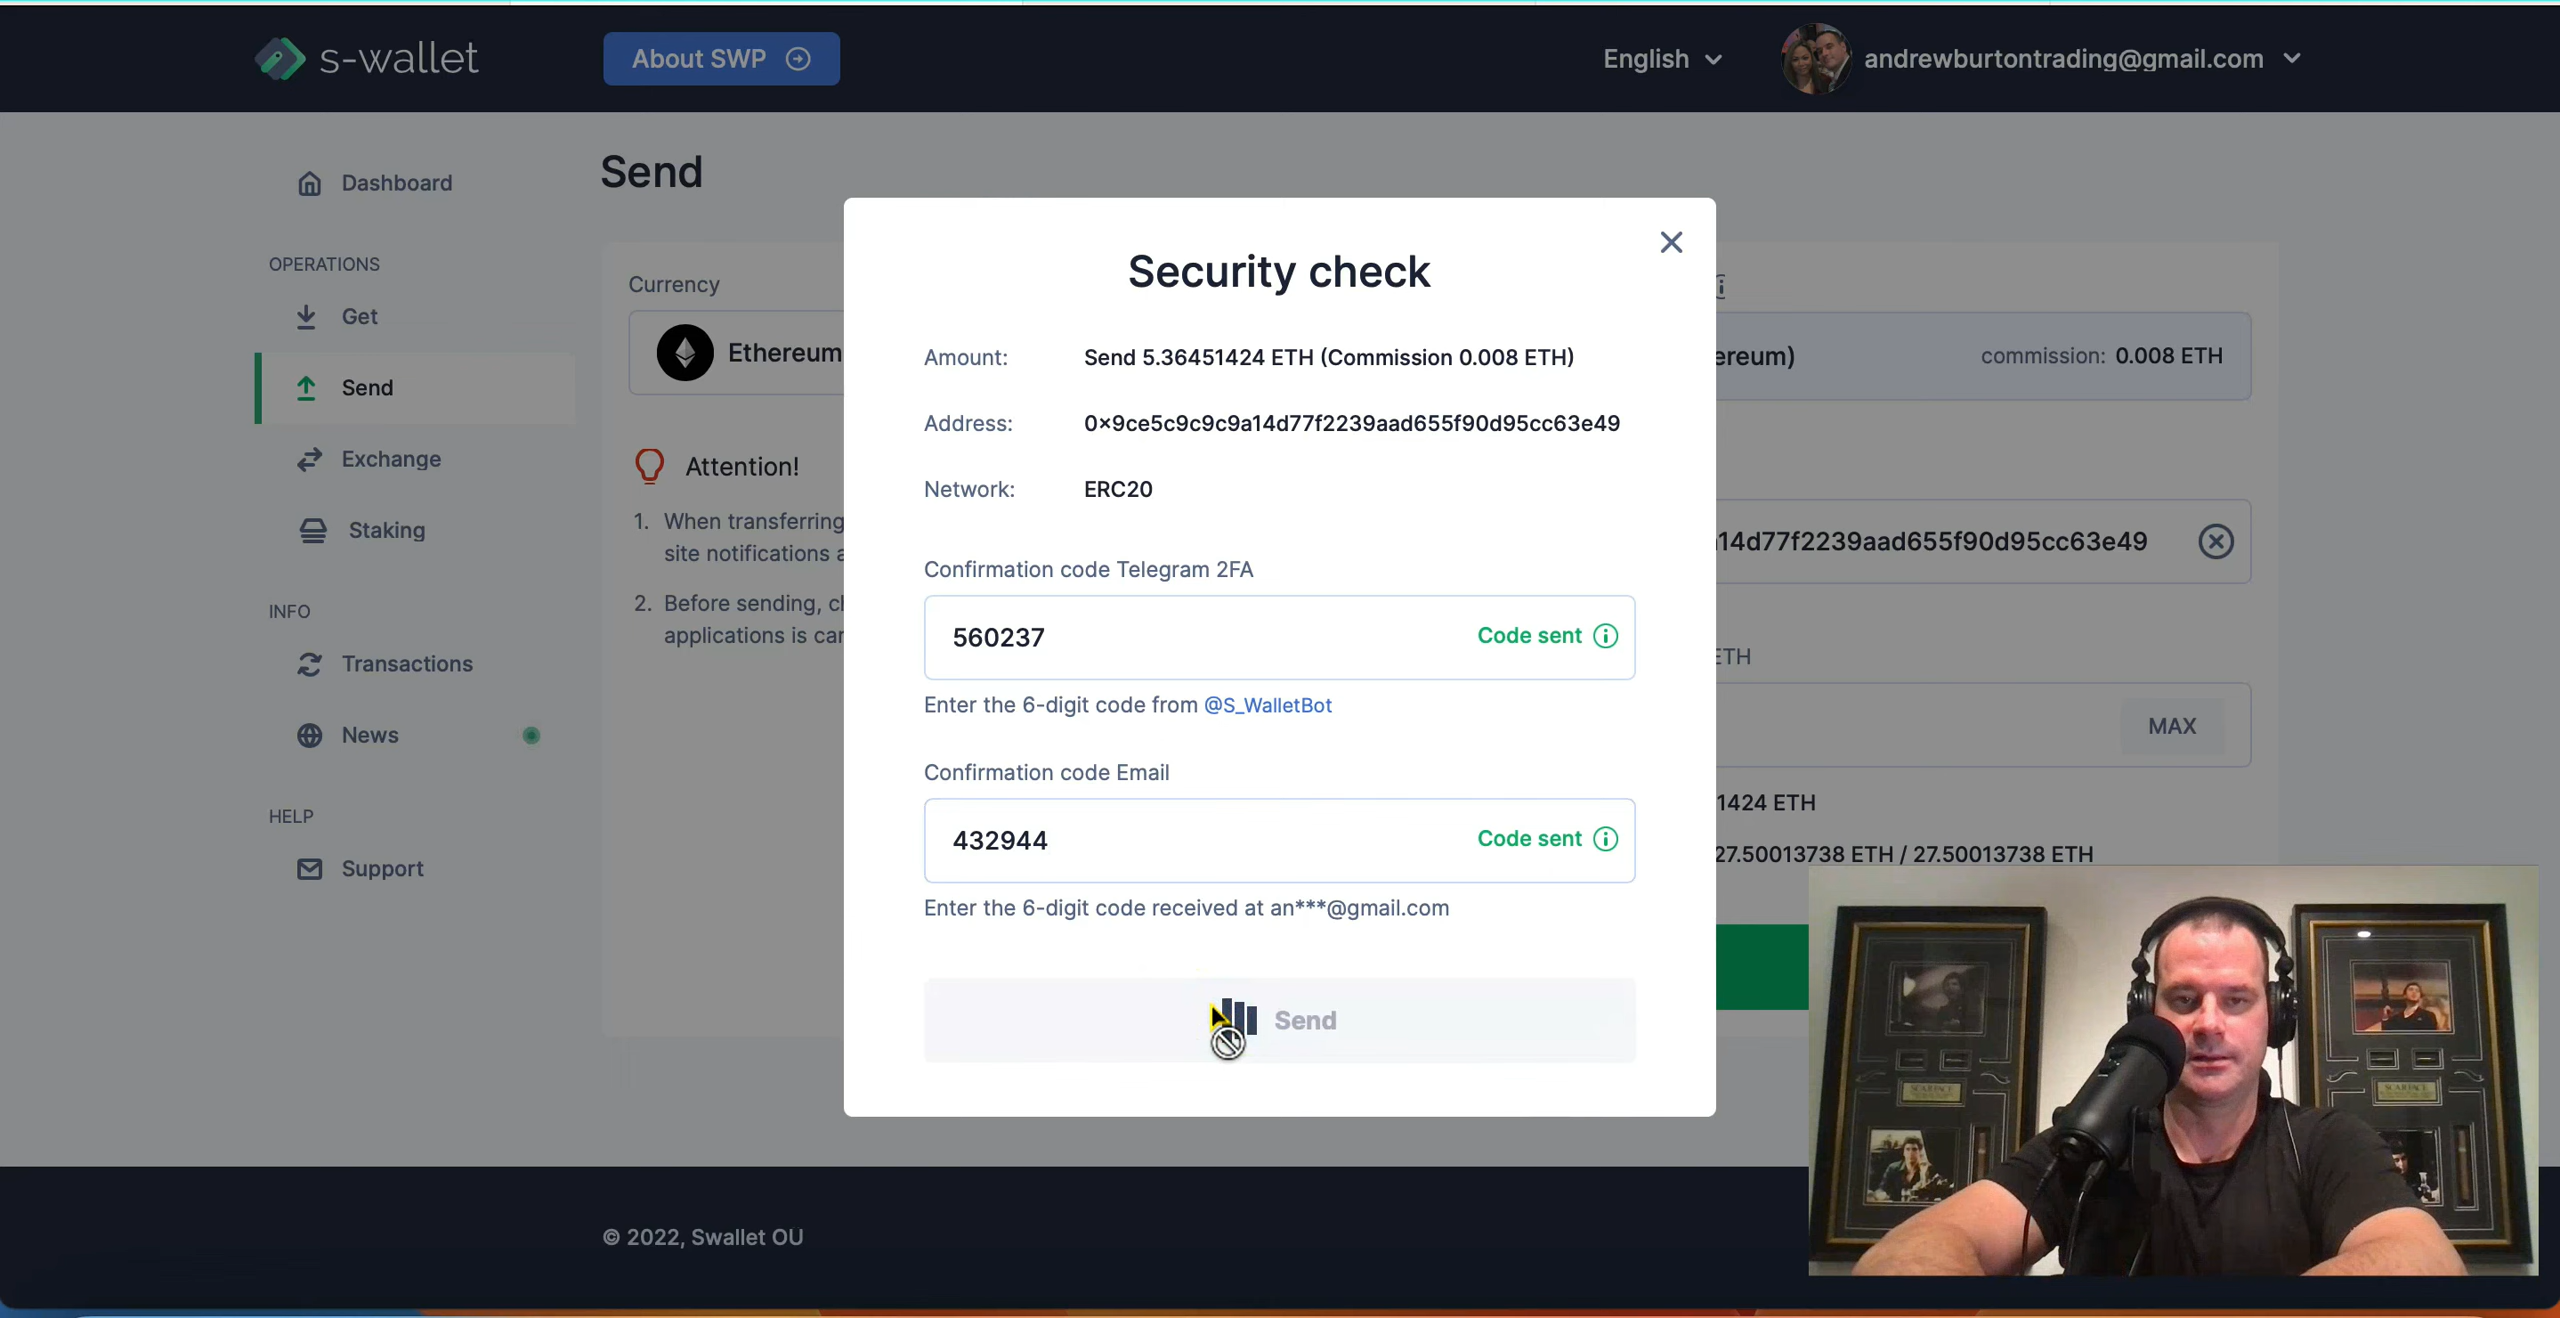 s-wallet
About SWP
English
andrewburtontrading@gmail.com
Dashboard
OPERATIONS
Get
Send
Exchange
Staking
INFO
Transactions
News
HELP
Support
Send
Currency
Ethereum
Attention!
1. When transferring
site notifications a
2. Before sending, cl
applications is car
Security check
Amount: Send 5.36451424 ETH (Commission 0.008 ETH)
Address: 0x9ce5c9c9c9a14d77f2239aad655f90d95cc63e49
Network: ERC20
Confirmation code Telegram 2FA
560237 Code sent
Enter the 6-digit code from @S_WalletBot
Confirmation code Email
432944 Code sent
Enter the 6-digit code received at an***@gmail.com
Send
ereum) commission: 0.008 ETH
14d77f2239aad655f90d95cc63e49
ETH
MAX
1424 ETH
27.50013738 ETH / 27.50013738 ETH
SCARFACE
SCARFACE
© 2022, Swallet OÜ